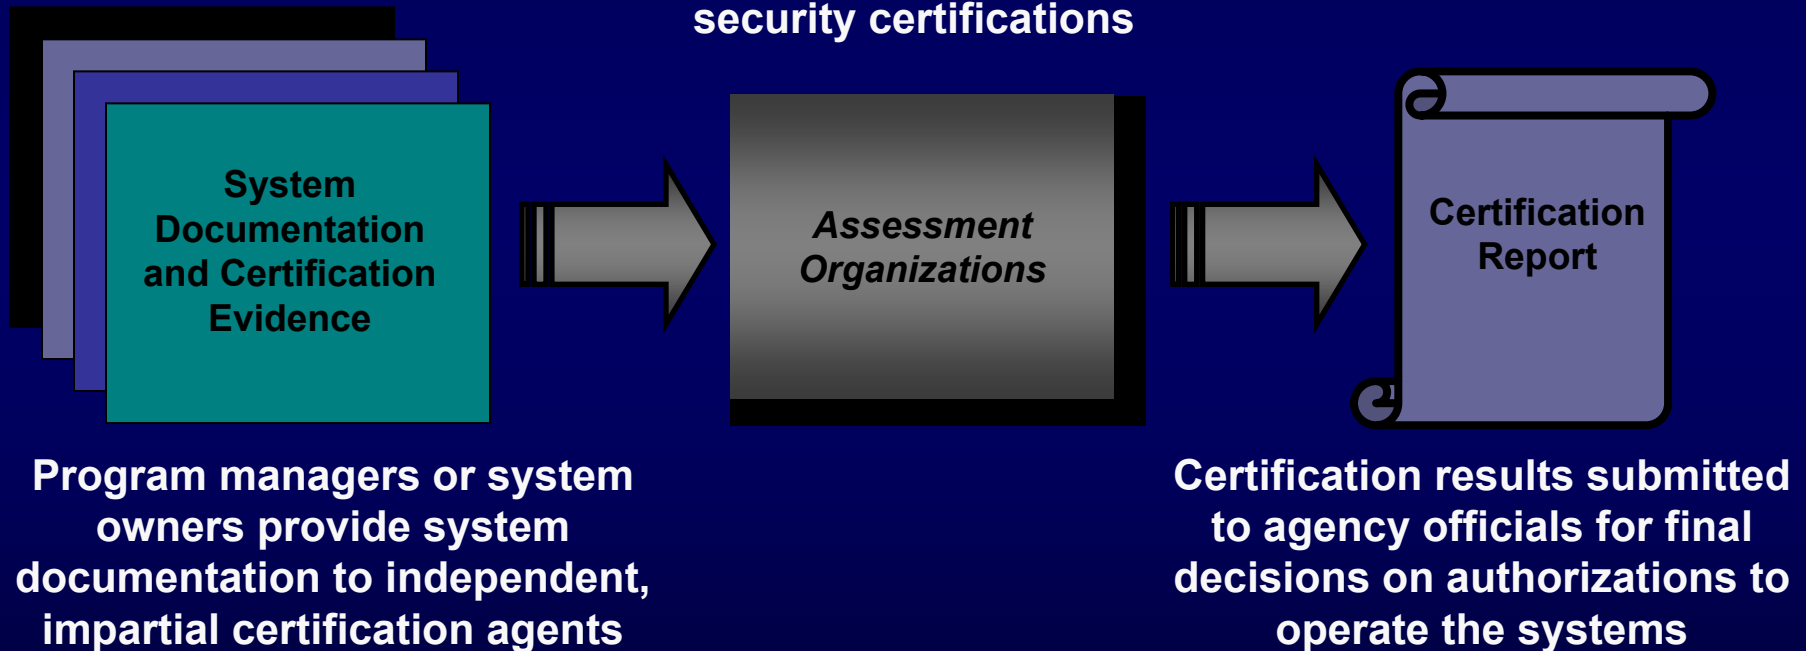 security certifications
System
Documentation
and Certification
Evidence
Assessment
Organizations
Certification
Report
Program managers or system
owners provide system
documentation to independent,
impartial certification agents
Certification results submitted
to agency officials for final
decisions on authorizations to
operate the systems